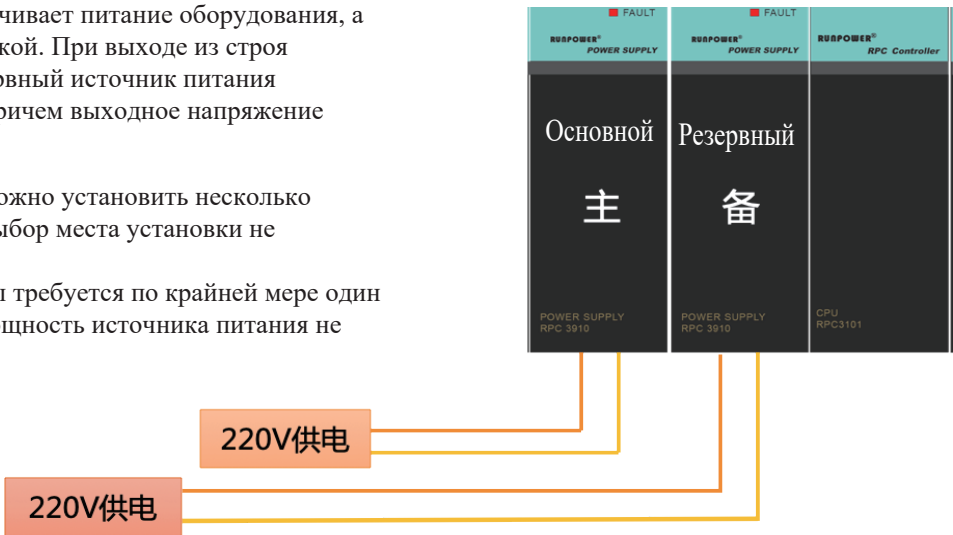 чивает питание оборудования, а
кой. При выходе из строя
рвный источник питания
ричем выходное напряжение
ожно установить несколько
ыбор места установки не
ы требуется по крайней мере один
ощность источника питания не
FAULT
RUNPOWER®
POWER SUPPLY
Основной
主
POWER SUPPLY
RPC 3910
FAULT
RUNPOWER®
POWER SUPPLY
Резервный
备
POWER SUPPLY
RPC 3910
RUNPOWER®
RPC Controller
CPU
RPC3101
220V供电
220V供电